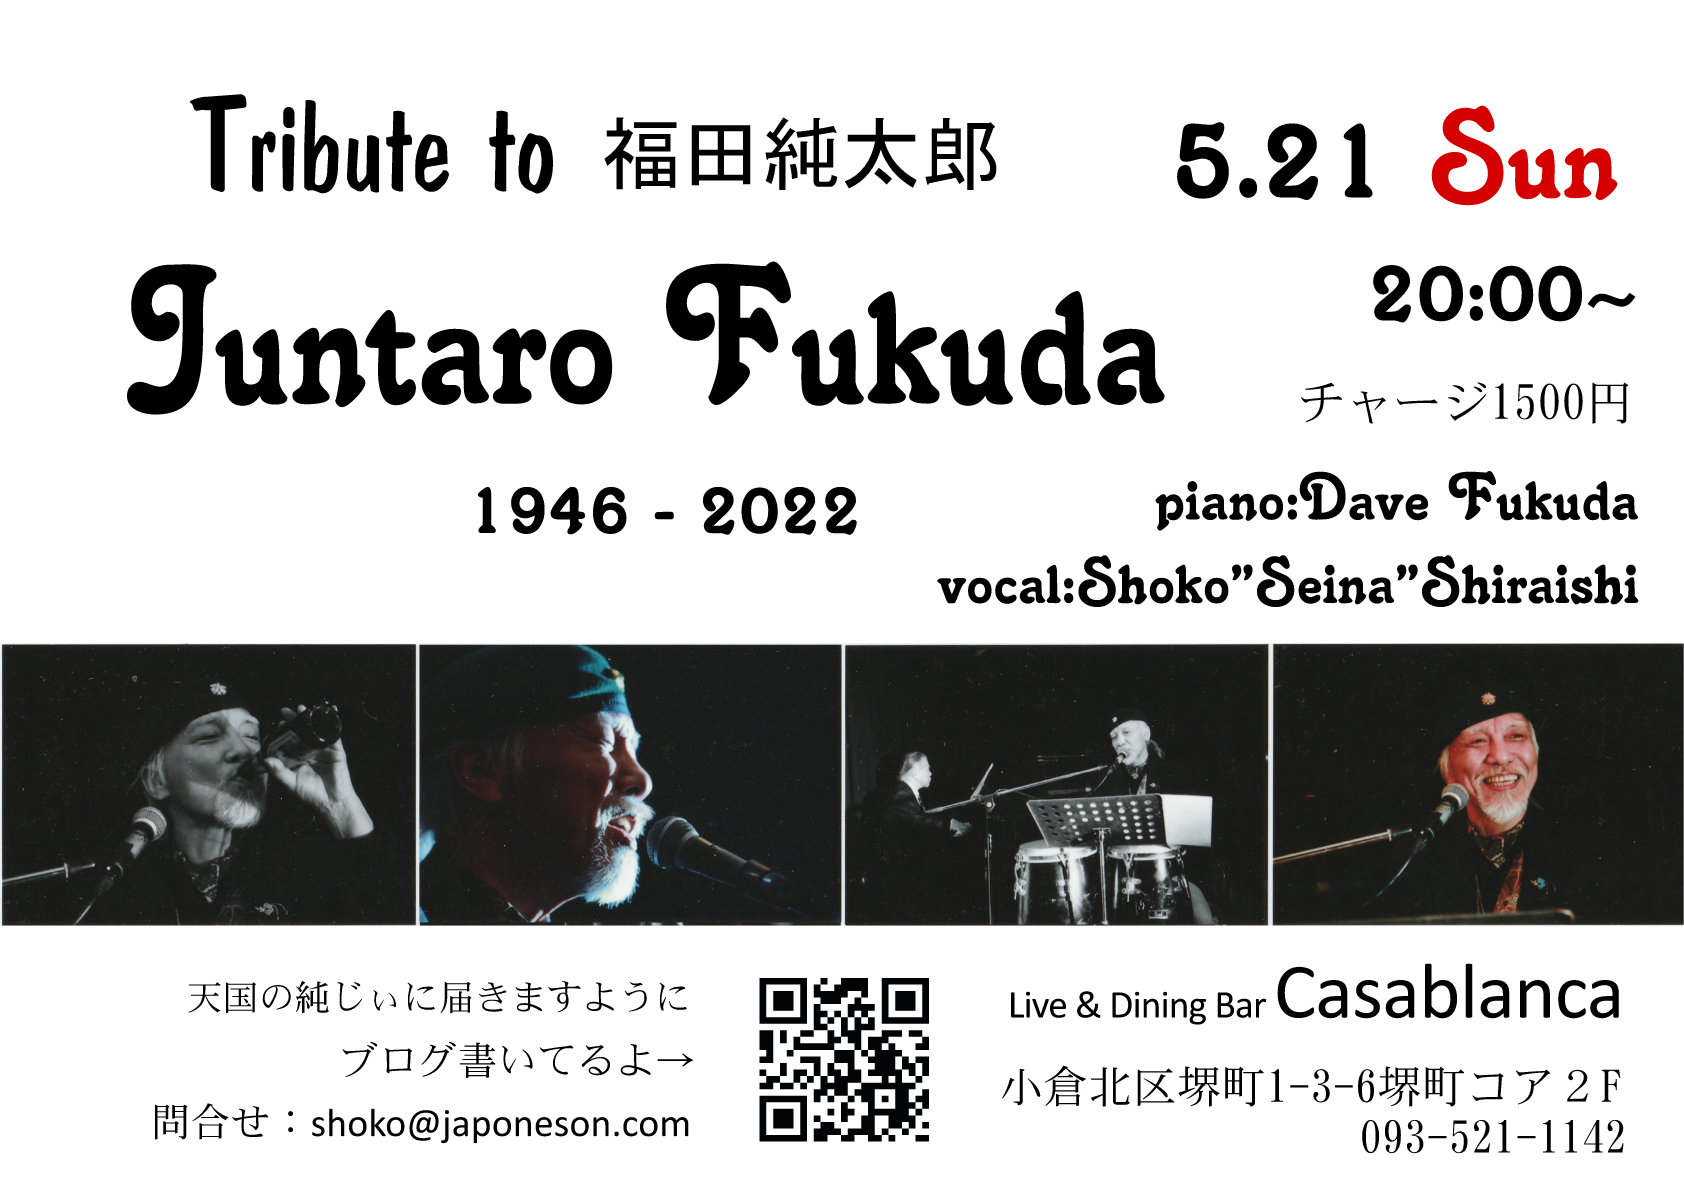 Tribute to 福田純太郎
Juntaro Fukuda
1946 - 2022
5.21 Sun
20:00~
チャージ1500円
piano:Dave Fukuda
vocal:Shoko”Seina”Shiraishi
天国の純じぃに届きますように
ブログ書いてるよ→
問合せ：shoko@japoneson.com
Live & Dining Bar Casablanca
小倉北区堺町1-3-6堺町コア２F
093-521-1142